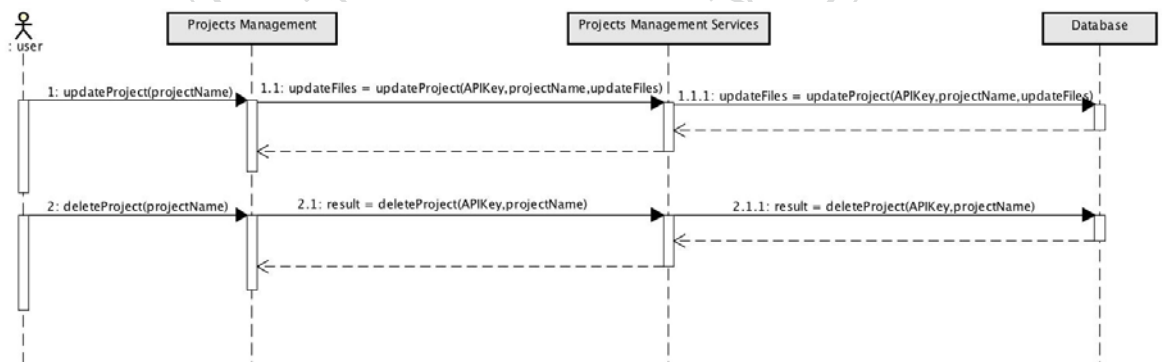 Projects Management
Projects Management Services
Database
: user
1: updateProject(projectName)
1.1: updateFiles = updateProject(APIKey,projectName,updateFiles)
1.1.1: updateFiles = updateProject(APIKey,projectName,updateFiles)
2: deleteProject(projectName)
2.1: result = deleteProject(APIKey,projectName)
2.1.1: result = deleteProject(APIKey,projectName)